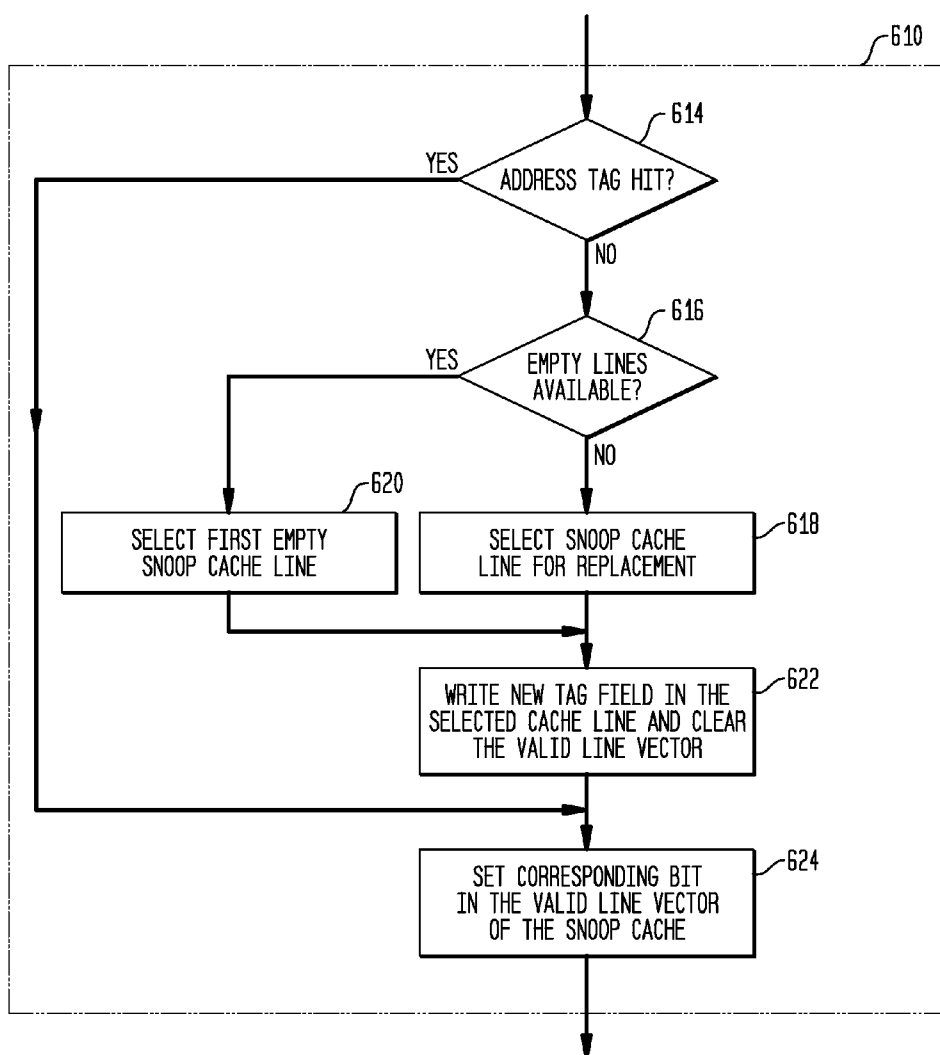 610
614
YES
ADDRESS TAG HIT?
NO
616
YES
EMPTY LINES
AVAILABLE?
NO
620
SELECT FIRST EMPTY
SNOOP CACHE LINE
618
SELECT SNOOP CACHE
LINE FOR REPLACEMENT
622
WRITE NEW TAG FIELD IN THE
SELECTED CACHE LINE AND CLEAR
THE VALID LINE VECTOR
624
SET CORRESPONDING BIT
IN THE VALID LINE VECTOR
OF THE SNOOP CACHE